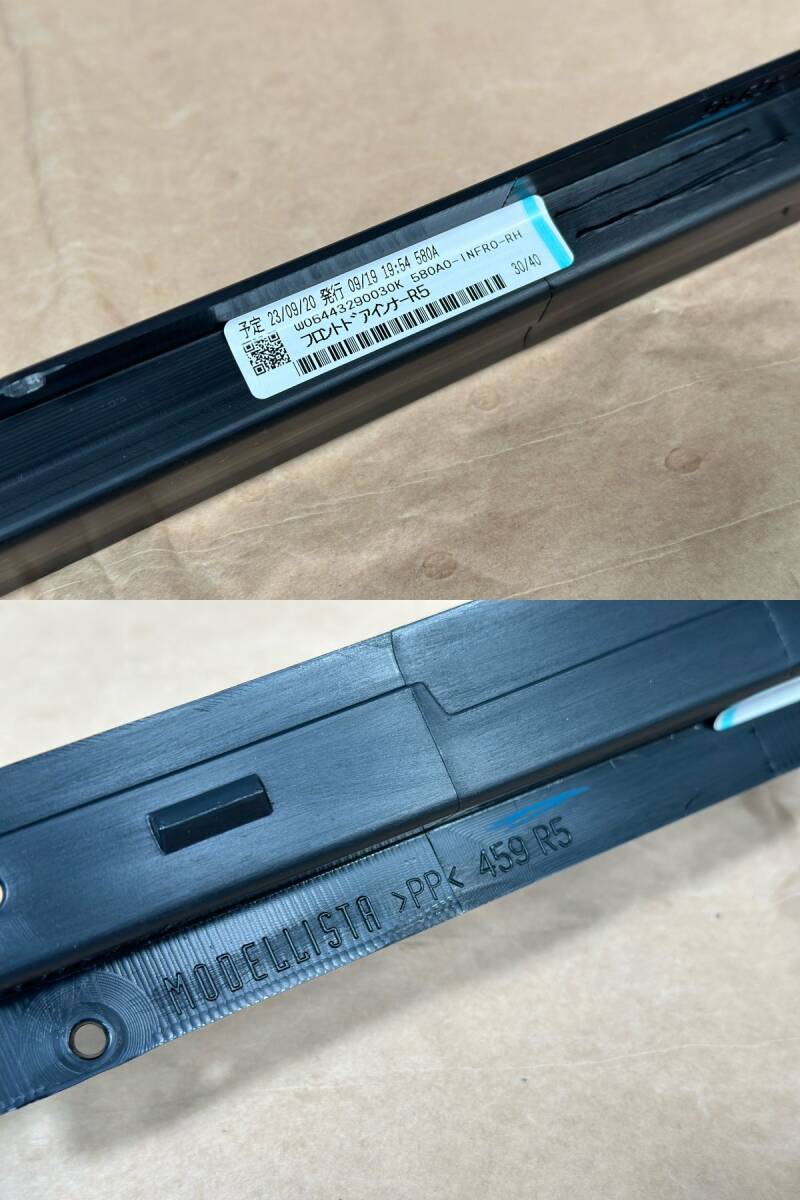 予定 23/09/20 発行 09/19 19:54 580A
W06443290030K 580A0-INFRO-RH
フロントドアインナーR5
30/40
MODELLISTA >PP< 459 R5